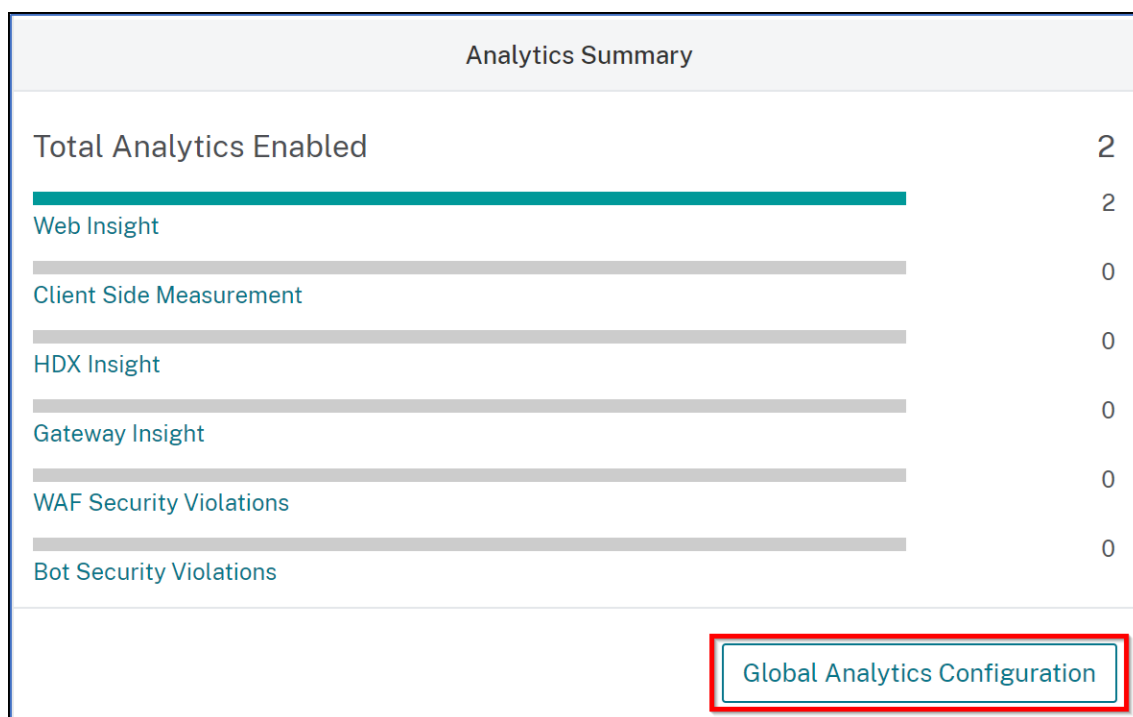 Analytics Summary
Total Analytics Enabled 2
2
Web Insight
0
Client Side Measurement
0
HDX Insight
0
Gateway Insight
0
WAF Security Violations
0
Bot Security Violations
Global Analytics Configuration